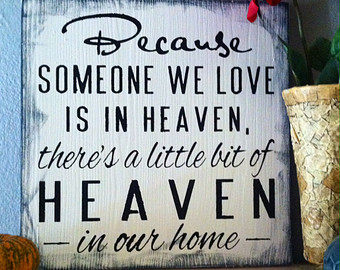 Because
SOMEONE WE LOVE
IS IN HEAVEN,
there's a little bit of
HEAVEN
– in our home –